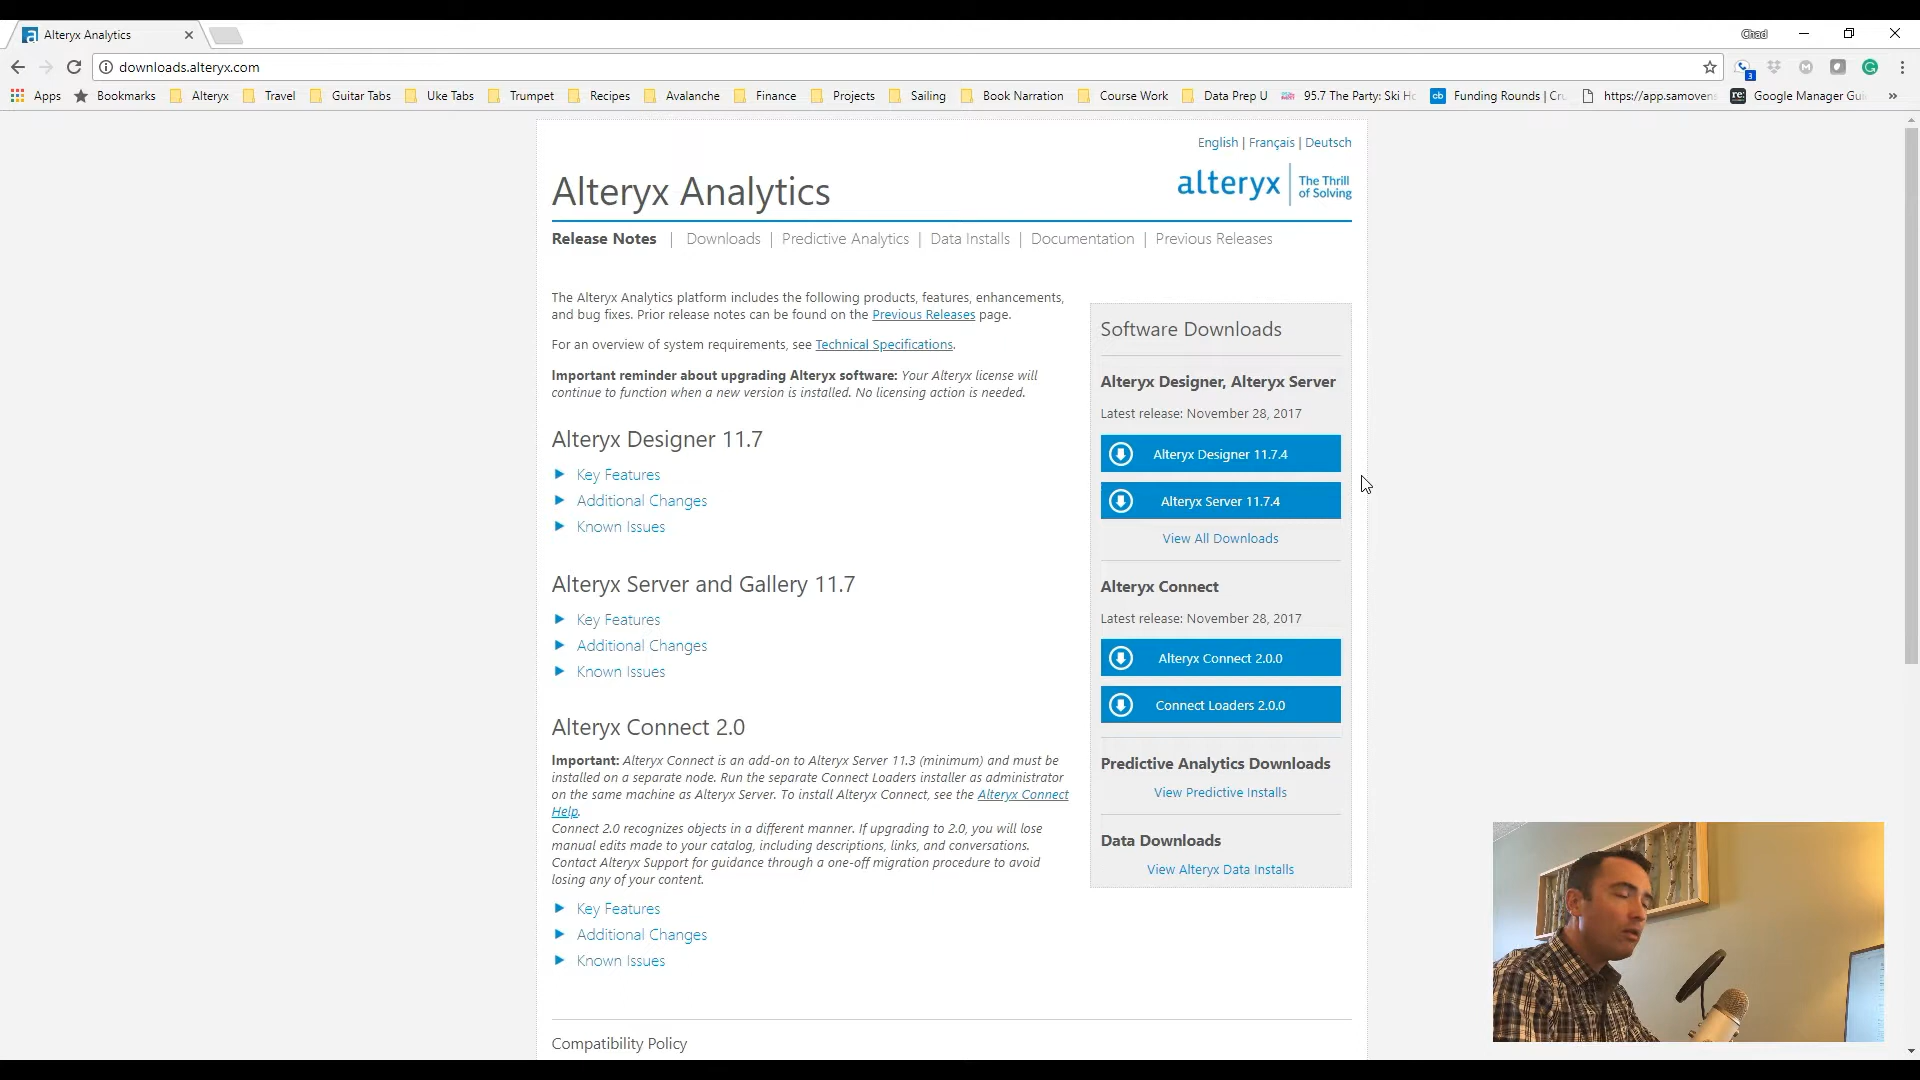 Alteryx Analytics
Chad
downloads.alteryx.com
3
Apps Bookmarks Alteryx Travel Guitar Tabs Uke Tabs Trumpet Recipes Avalanche Finance Projects Sailing Book Narration Course Work Data Prep U 95.7 The Party: Ski Funding Rounds | https://app.samovens Google Manager »
English | Français | Deutsch
Alteryx Analytics
alteryx
The Thrill
of Solving
Release Notes | Downloads | Predictive Analytics | Data Installs | Documentation | Previous Releases
The Alteryx Analytics platform includes the following products, features, enhancements,
and bug fixes. Prior release notes can be found on the Previous Releases page.
For an overview of system requirements, see Technical Specifications.
Important reminder about upgrading Alteryx software: Your Alteryx license will
continue to function when a new version is installed. No licensing action is needed.
Alteryx Designer 11.7
Key Features
Additional Changes
Known Issues
Alteryx Server and Gallery 11.7
Key Features
Additional Changes
Known Issues
Alteryx Connect 2.0
Important: Alteryx Connect is an add-on to Alteryx Server 11.3 (minimum) and must be
installed on a separate node. Run the separate Connect Loaders installer as administrator
on the same machine as Alteryx Server. To install Alteryx Connect, see the Alteryx Connect
Help.
Connect 2.0 recognizes objects in a different manner. If upgrading to 2.0, you will lose
manual edits made to your catalog, including descriptions, links, and conversations.
Contact Alteryx Support for guidance through a one-off migration procedure to avoid
losing any of your content.
Key Features
Additional Changes
Known Issues
Compatibility Policy
Software Downloads
Alteryx Designer, Alteryx Server
Latest release: November 28, 2017
Alteryx Designer 11.7.4
Alteryx Server 11.7.4
View All Downloads
Alteryx Connect
Latest release: November 28, 2017
Alteryx Connect 2.0.0
Connect Loaders 2.0.0
Predictive Analytics Downloads
View Predictive Installs
Data Downloads
View Alteryx Data Installs